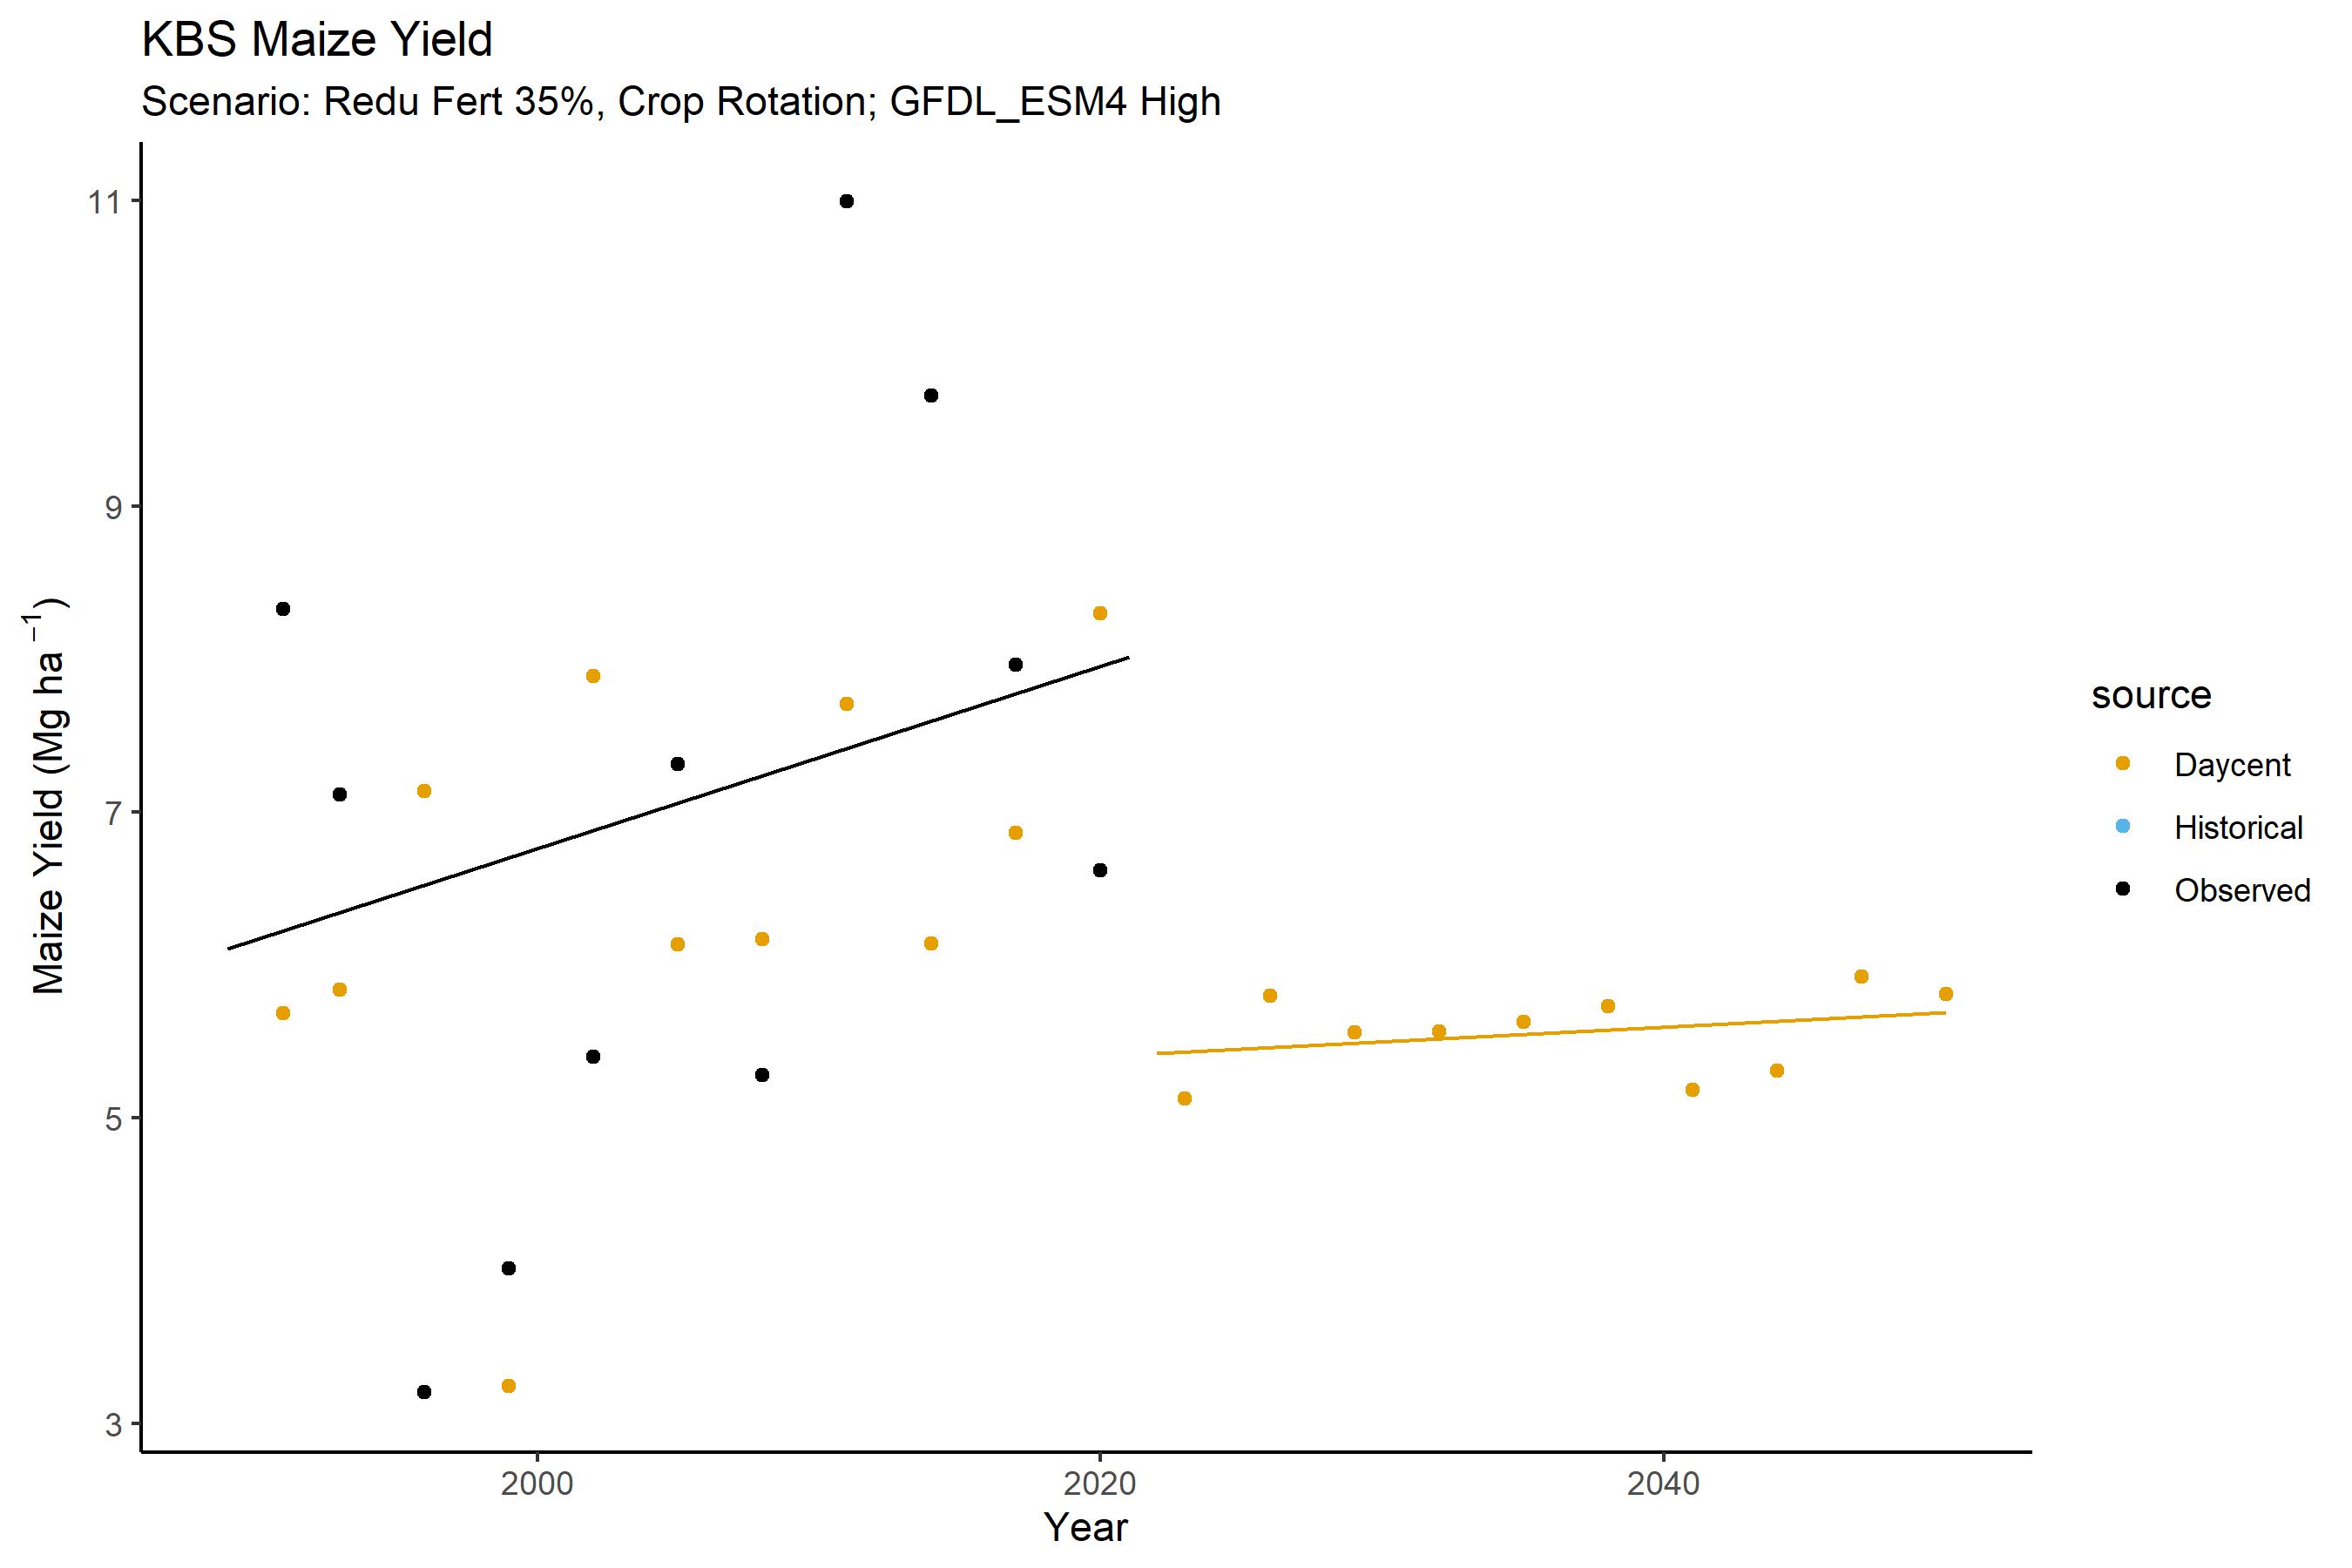 KBS Maize Yield
Scenario: Redu Fert 35%, Crop Rotation; GFDL_ESM4 High
11
9
7
5
3
Maize Yield (Mg ha ⁻¹)
2000
2020
2040
Year
source
Daycent
Historical
Observed